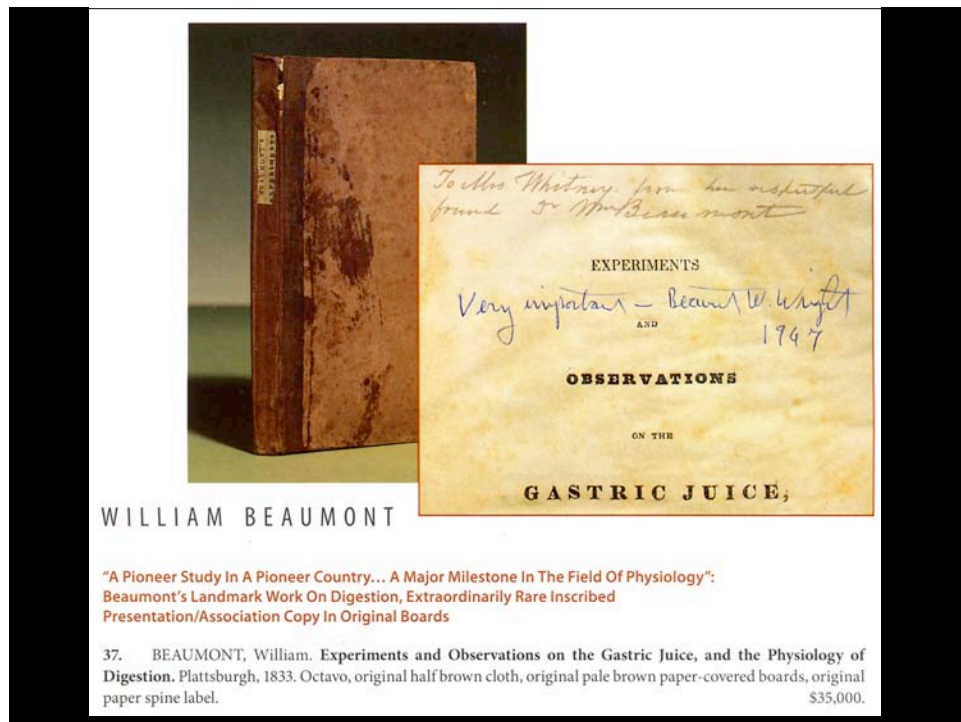 BEAUMONT'S
EXPERIMENTS
To Mrs Whitney from her respectful
friend Dr Wm Beaumont
EXPERIMENTS
Very important – Beaumont W. Wright
AND
1947
OBSERVATIONS
ON THE
GASTRIC JUICE,
WILLIAM BEAUMONT
"A Pioneer Study In A Pioneer Country... A Major Milestone In The Field Of Physiology":
Beaumont's Landmark Work On Digestion, Extraordinarily Rare Inscribed
Presentation/Association Copy In Original Boards
37. BEAUMONT, William. Experiments and Observations on the Gastric Juice, and the Physiology of
Digestion. Plattsburgh, 1833. Octavo, original half brown cloth, original pale brown paper-covered boards, original
paper spine label. $35,000.